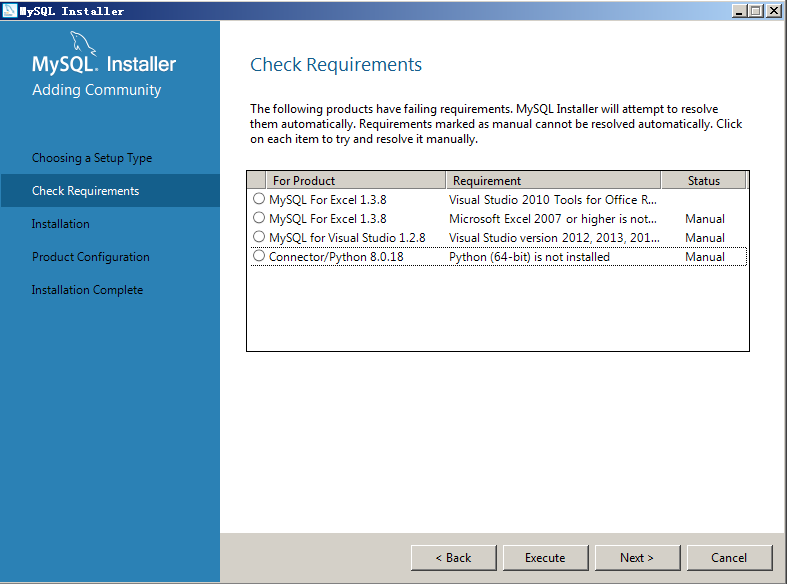 MySQL Installer
MySQL. Installer
Adding Community
Choosing a Setup Type
Check Requirements
Installation
Product Configuration
Installation Complete
Check Requirements
The following products have failing requirements. MySQL Installer will attempt to resolve
them automatically. Requirements marked as manual cannot be resolved automatically. Click
on each item to try and resolve it manually.
For Product Requirement Status
MySQL For Excel 1.3.8 Visual Studio 2010 Tools for Office R...
MySQL For Excel 1.3.8 Microsoft Excel 2007 or higher is not... Manual
MySQL for Visual Studio 1.2.8 Visual Studio version 2012, 2013, 201... Manual
Connector/Python 8.0.18 Python (64-bit) is not installed Manual
< Back Execute Next > Cancel